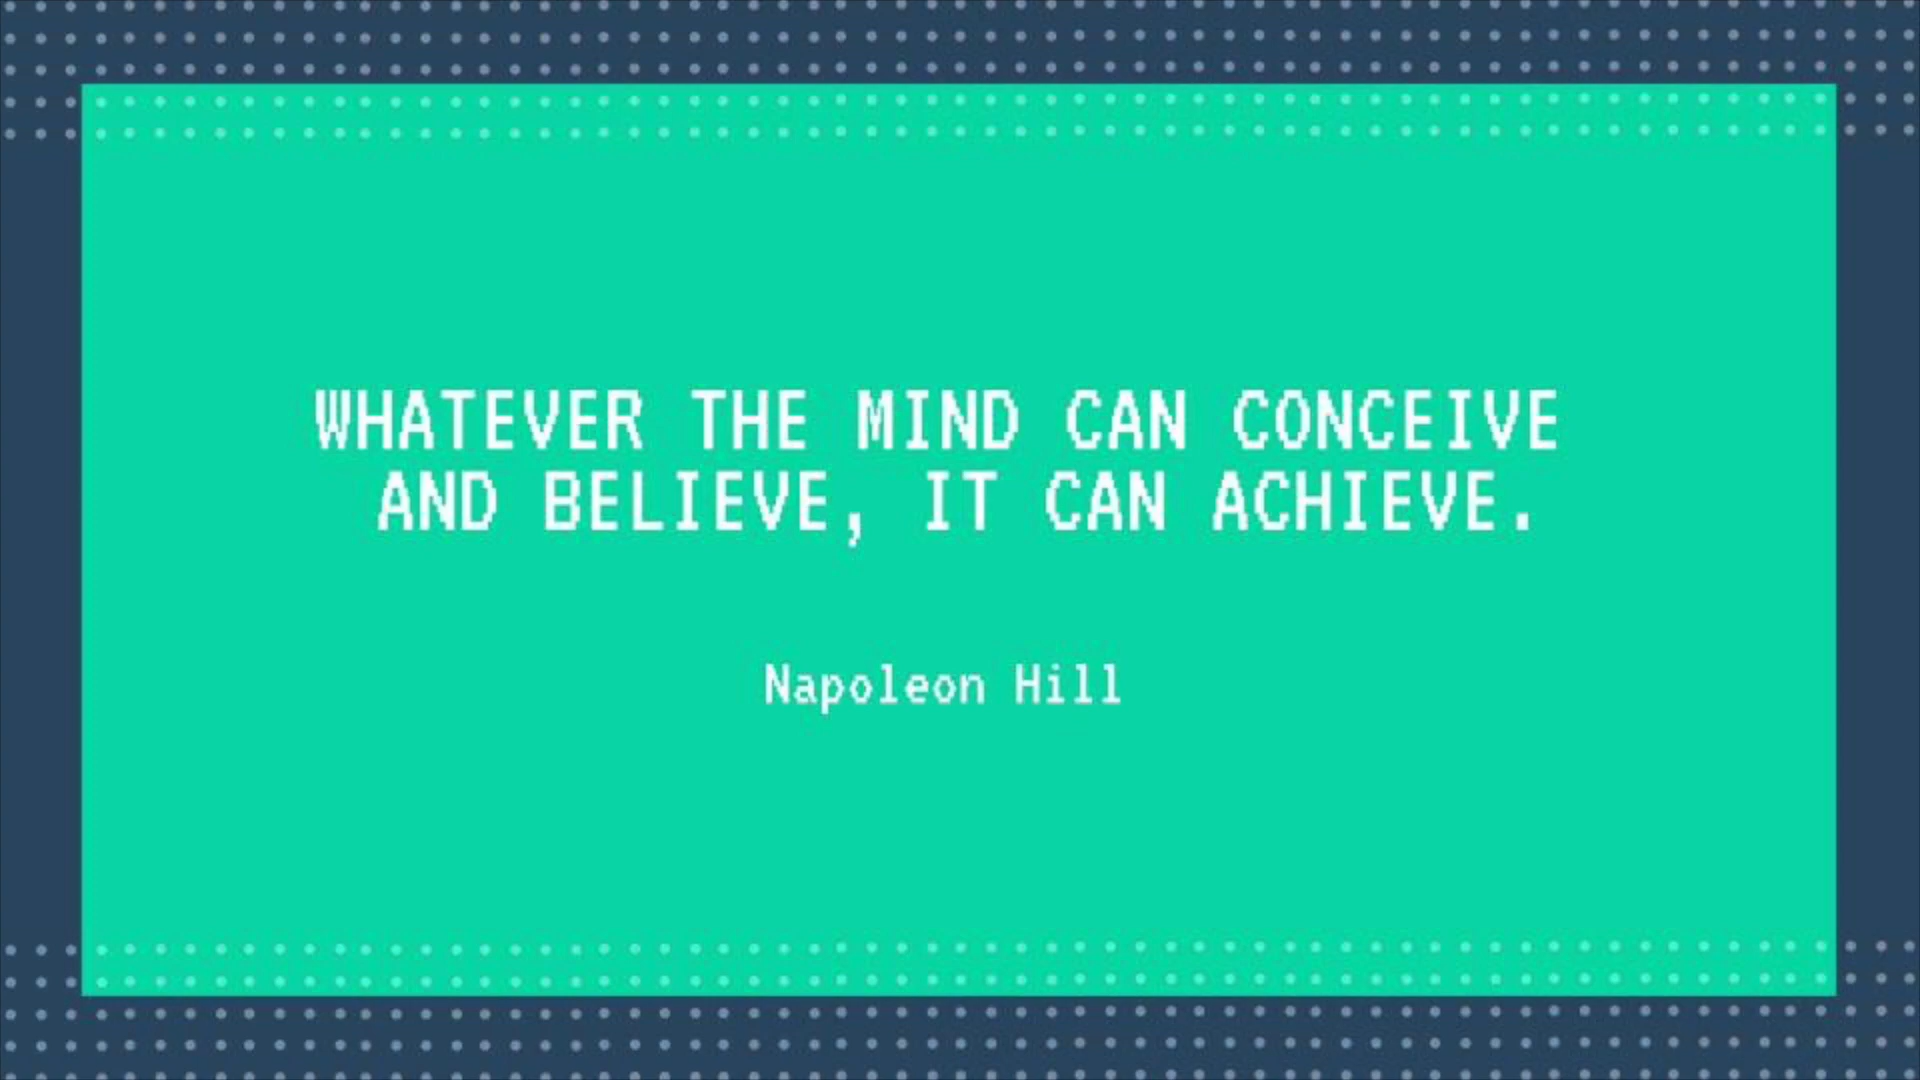 WHATEVER THE MIND CAN CONCEIVE
AND BELIEVE, IT CAN ACHIEVE.
Napoleon Hill